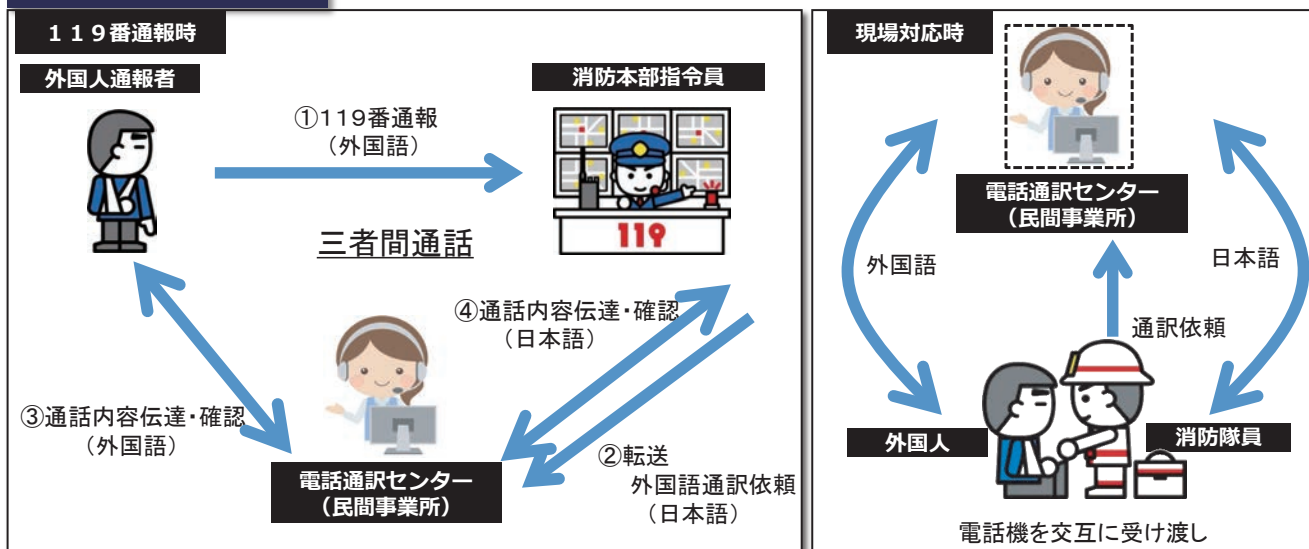 119番通報時
外国人通報者
消防本部指令員
①119番通報
(外国語)
119
三者間通話
④通話内容伝達・確認
(日本語)
③通話内容伝達・確認
(外国語)
②転送
外国語通訳依頼
(日本語)
電話通訳センター
(民間事業所)
現場対応時
電話通訳センター
(民間事業所)
外国語
日本語
通訳依頼
外国人
消防隊員
電話機を交互に受け渡し